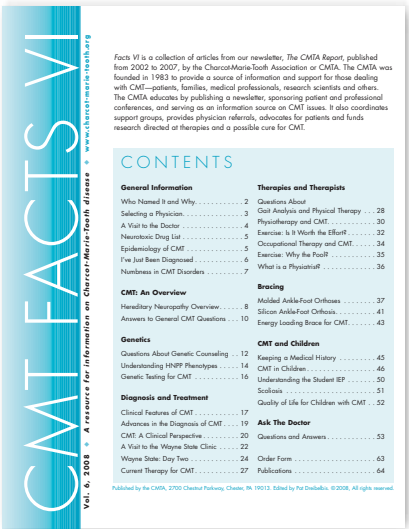 CMT FACTS VI
Vol. 6, 2008 ✦ A resource for information on Charcot-Marie-Tooth disease ✦ www.charcot-marie-tooth.org
Facts VI is a collection of articles from our newsletter, The CMTA Report, published
from 2002 to 2007, by the Charcot-Marie-Tooth Association or CMTA. The CMTA was
founded in 1983 to provide a source of information and support for those dealing
with CMT—patients, families, medical professionals, research scientists and others.
The CMTA educates by publishing a newsletter, sponsoring patient and professional
conferences, and serving as an information source on CMT issues. It also coordinates
support groups, provides physician referrals, advocates for patients and funds
research directed at therapies and a possible cure for CMT.
CONTENTS
General Information
Who Named It and Why. . . . . . . . . . . . 2
Selecting a Physician. . . . . . . . . . . . . . 3
A Visit to the Doctor . . . . . . . . . . . . . . 4
Neurotoxic Drug List . . . . . . . . . . . . . . 5
Epidemiology of CMT . . . . . . . . . . . . . 5
I've Just Been Diagnosed . . . . . . . . . . . 6
Numbness in CMT Disorders . . . . . . . . . 7
CMT: An Overview
Hereditary Neuropathy Overview. . . . . . 8
Answers to General CMT Questions . . . 10
Genetics
Questions About Genetic Counseling . . 12
Understanding HNPP Phenotypes . . . . . 14
Genetic Testing for CMT . . . . . . . . . . . 16
Diagnosis and Treatment
Clinical Features of CMT . . . . . . . . . . . 17
Advances in the Diagnosis of CMT. . . . 19
CMT: A Clinical Perspective. . . . . . . . . 20
A Visit to the Wayne State Clinic . . . . . 22
Wayne State: Day Two . . . . . . . . . . . . 24
Current Therapy for CMT . . . . . . . . . . . 27
Therapies and Therapists
Questions About
Gait Analysis and Physical Therapy . . . 28
Physiotherapy and CMT. . . . . . . . . . . . 30
Exercise: Is It Worth the Effort?. . . . . . . 32
Occupational Therapy and CMT. . . . . . 34
Exercise: Why the Pool? . . . . . . . . . . . 35
What is a Physiatrist? . . . . . . . . . . . . . 36
Bracing
Molded Ankle-Foot Orthoses . . . . . . . . 37
Silicon Ankle-Foot Orthosis. . . . . . . . . . 41
Energy Loading Brace for CMT. . . . . . . 43
CMT and Children
Keeping a Medical History . . . . . . . . . 45
CMT in Children. . . . . . . . . . . . . . . . . 46
Understanding the Student IEP . . . . . . . 50
Scoliosis . . . . . . . . . . . . . . . . . . . . . . 51
Quality of Life for Children with CMT . . 52
Ask The Doctor
Questions and Answers. . . . . . . . . . . . 53
Order Form . . . . . . . . . . . . . . . . . . . . 63
Publications . . . . . . . . . . . . . . . . . . . 64
Published by the CMTA, 2700 Chestnut Parkway, Chester, PA 19013. Edited by Pat Dreibelbis. ©2008, All rights reserved.